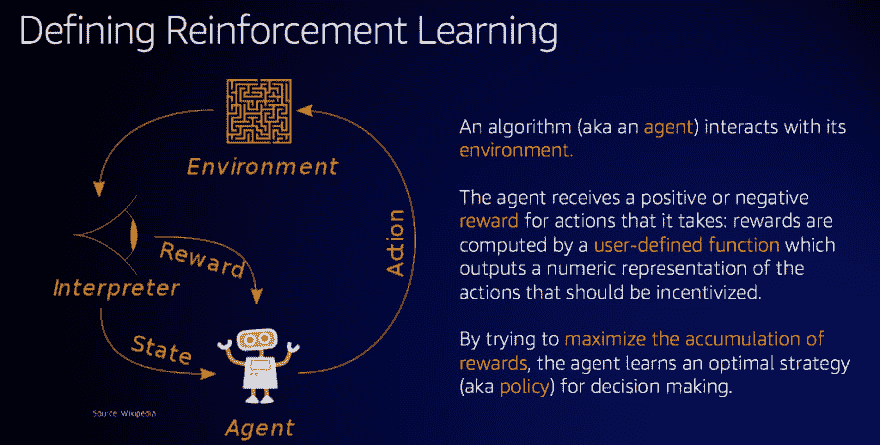 Defining Reinforcement Learning
Environment
Reward
Action
Interpreter
State
Agent
Source: Wikipedia
An algorithm (aka an agent) interacts with its
environment.
The agent receives a positive or negative
reward for actions that it takes: rewards are
computed by a user-defined function which
outputs a numeric representation of the
actions that should be incentivized.
By trying to maximize the accumulation of
rewards, the agent learns an optimal strategy
(aka policy) for decision making.